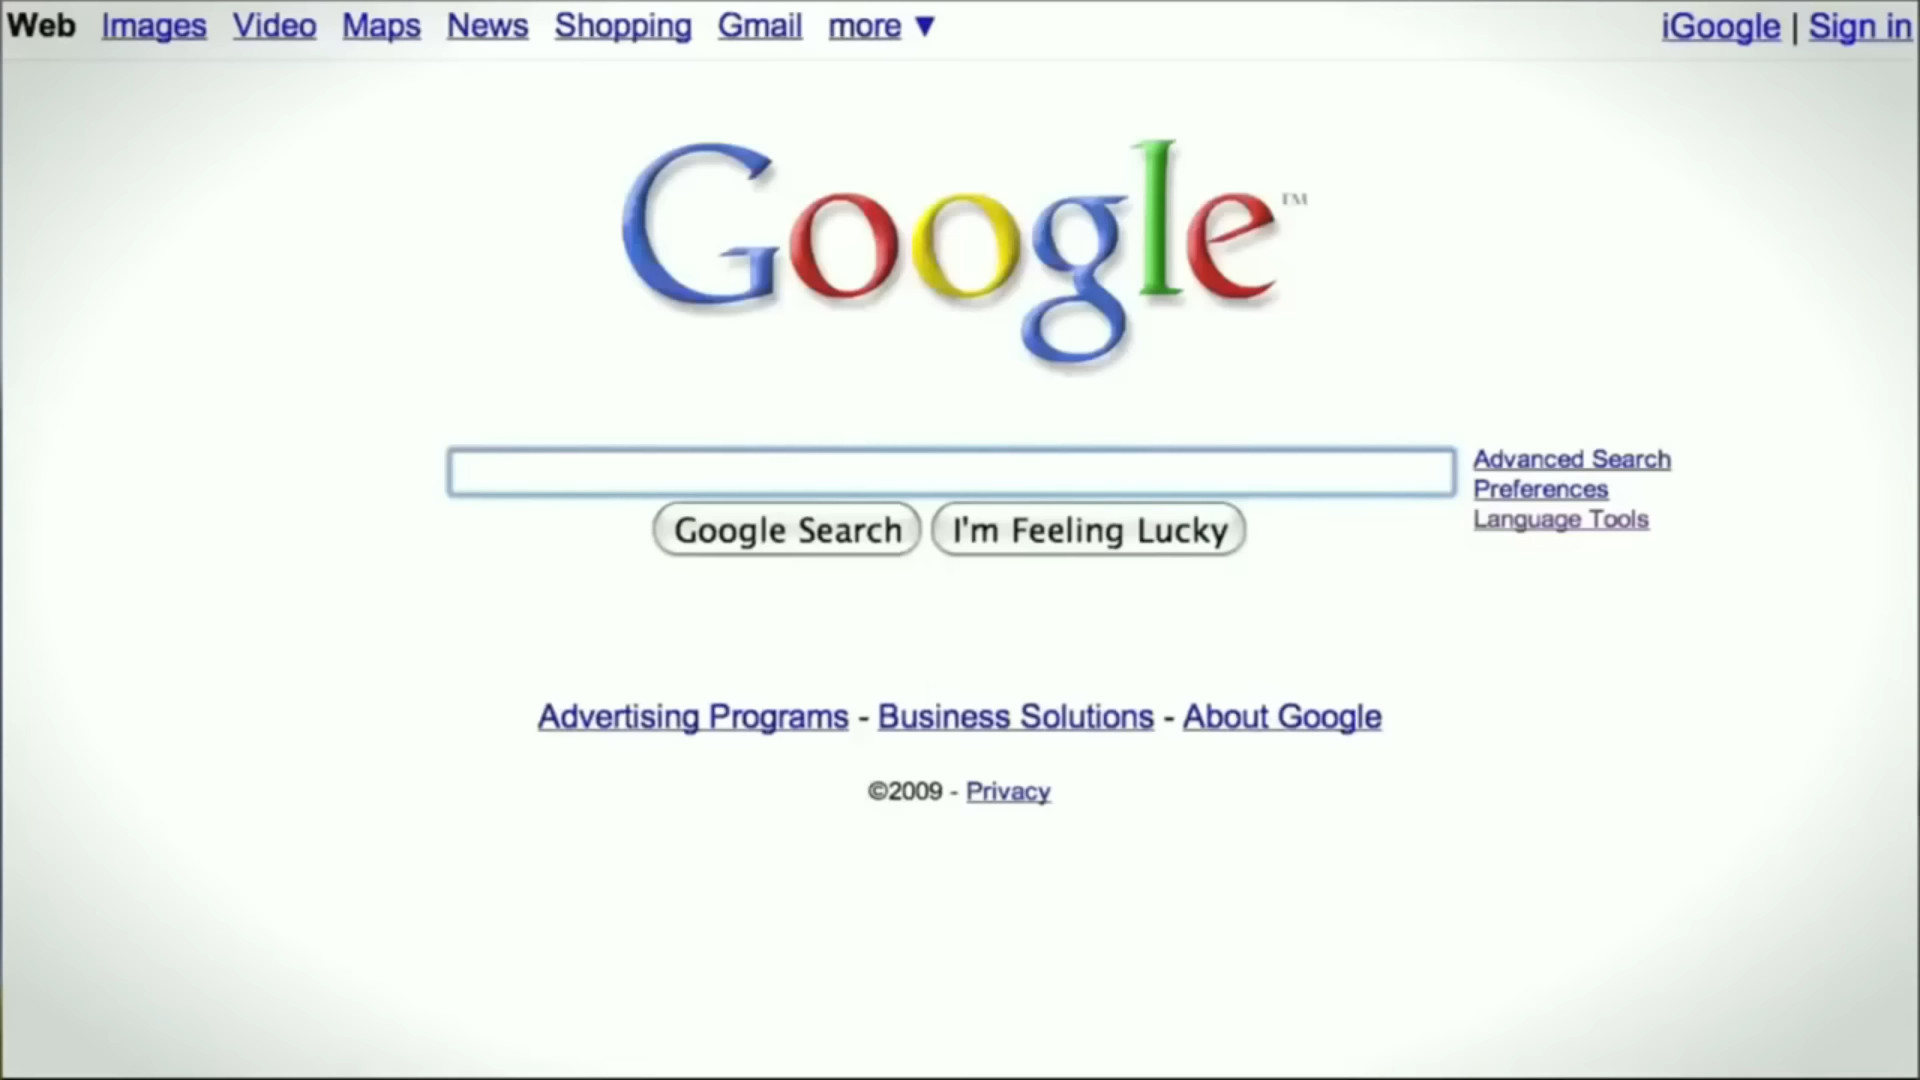 Web Images Video Maps News Shopping Gmail more ▼ iGoogle | Sign in
Google™
Advanced Search
Preferences
Language Tools
Google Search I'm Feeling Lucky
Advertising Programs - Business Solutions - About Google
©2009 - Privacy